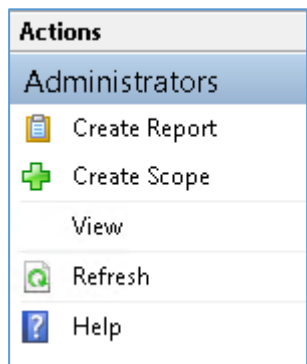 Actions
Administrators
Create Report
Create Scope
View
Refresh
Help